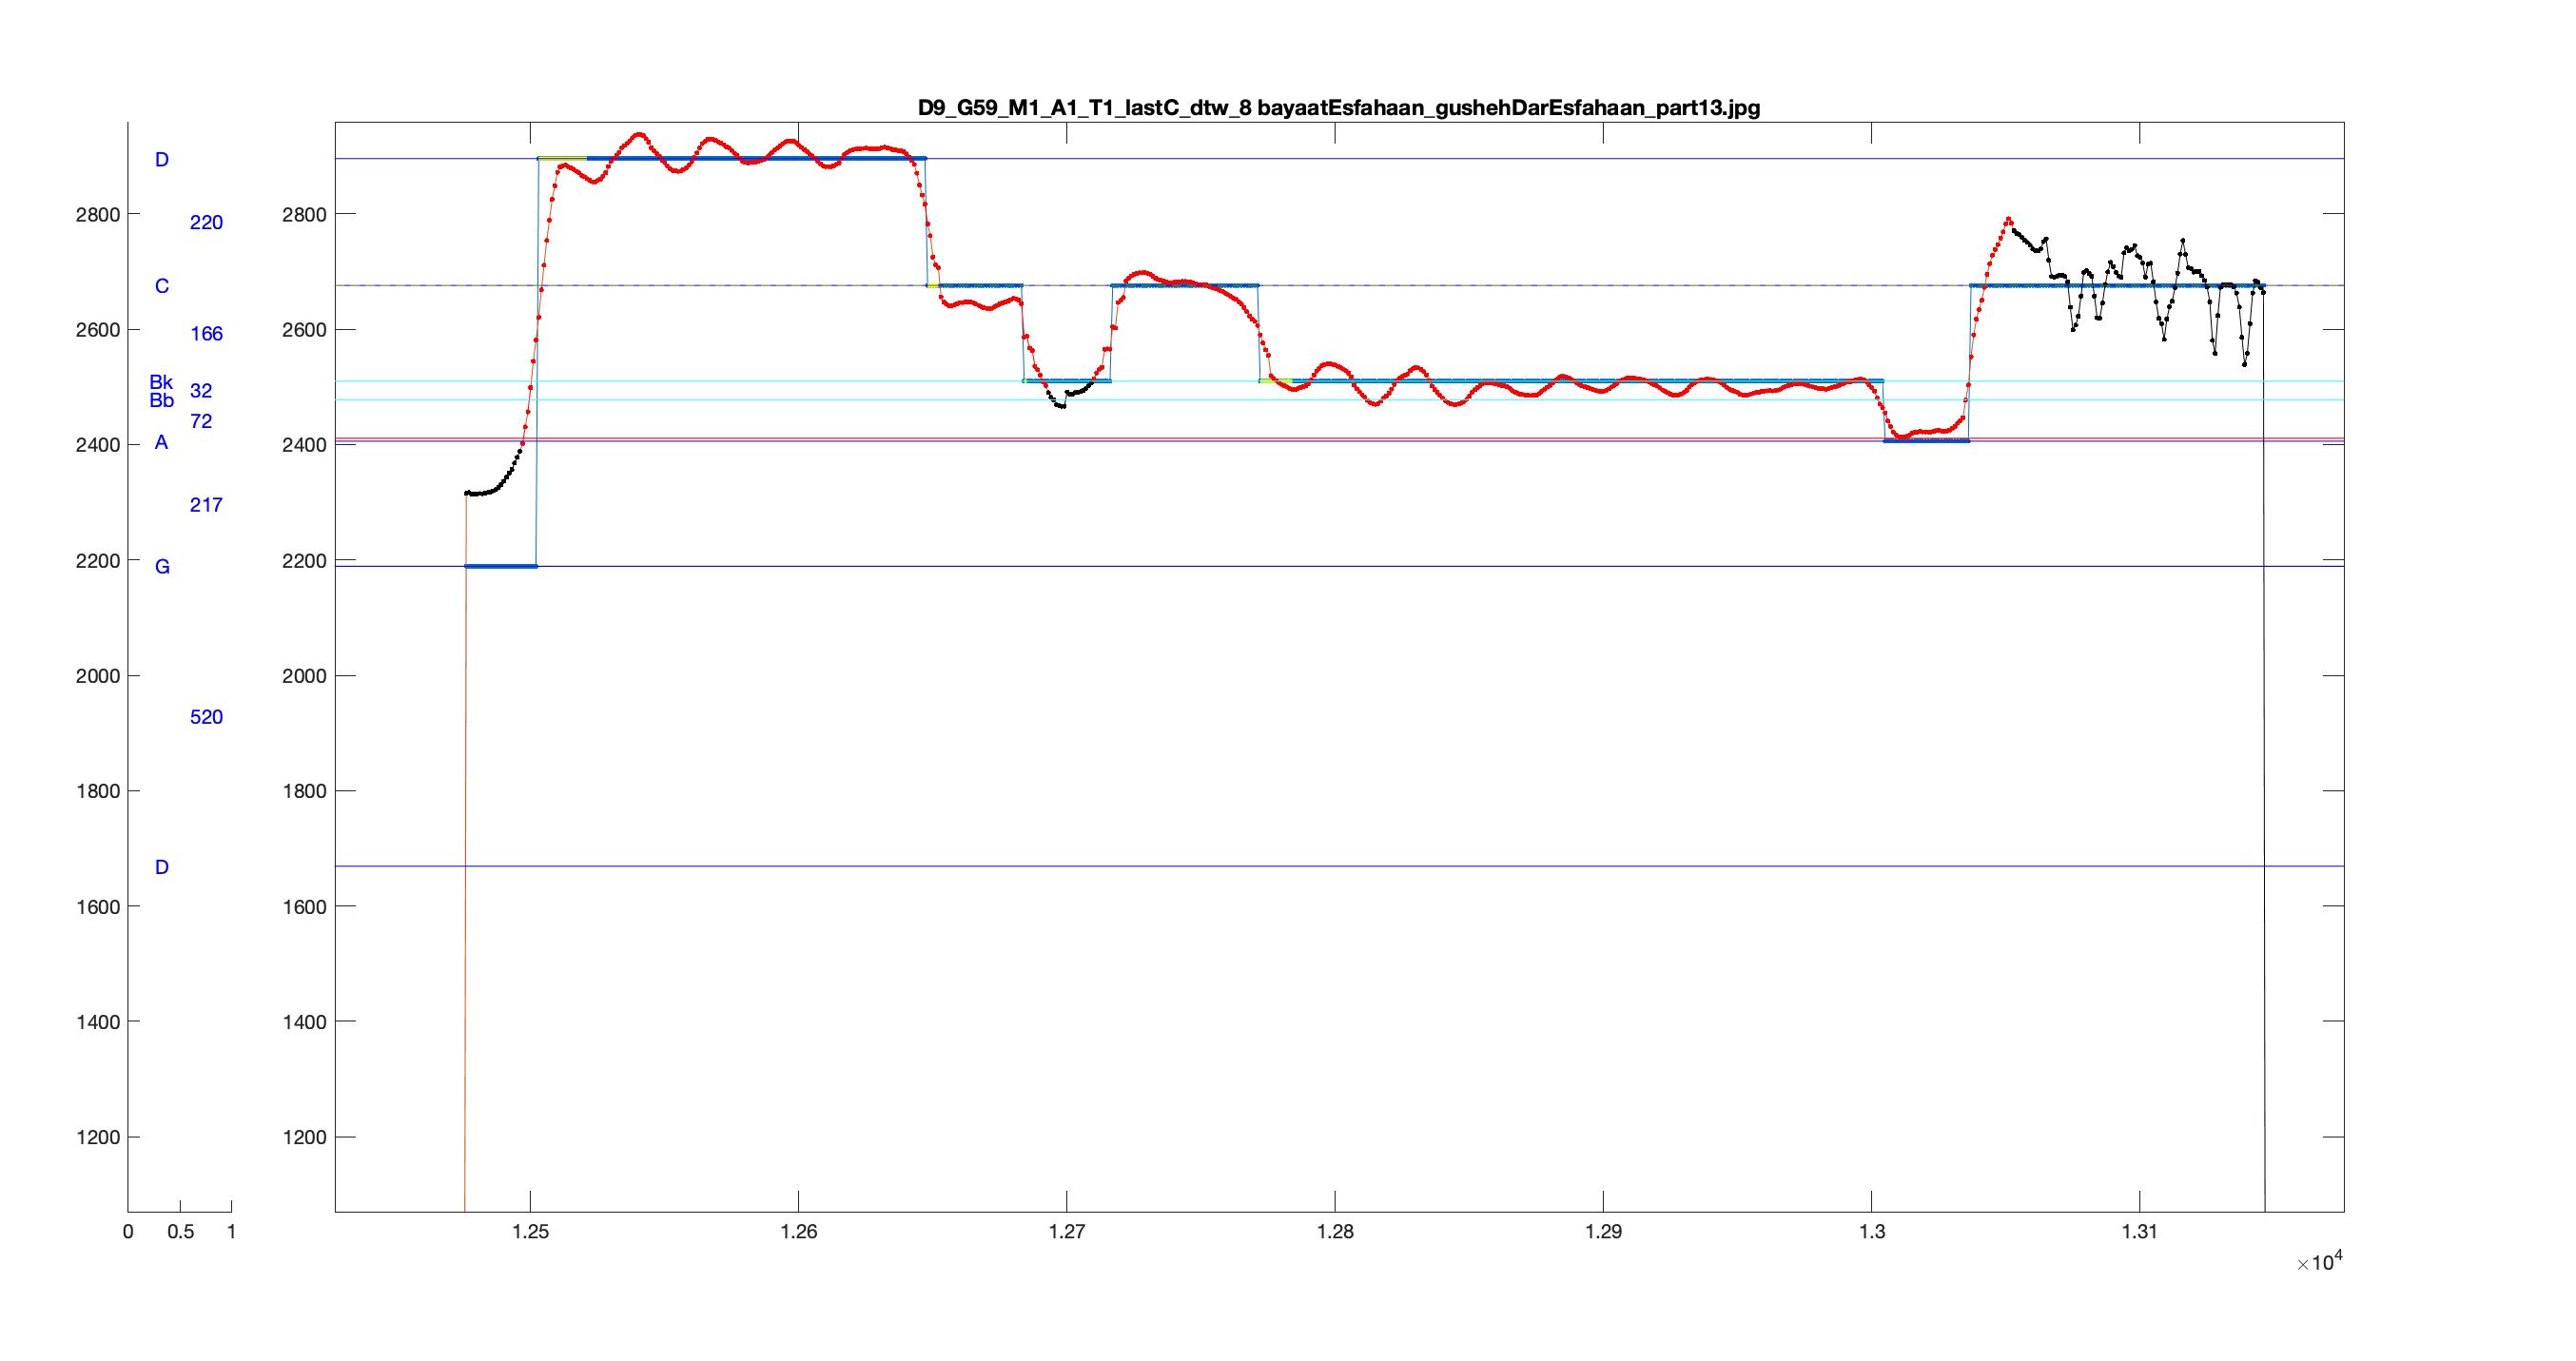 D9_G59_M1_A1_T1_lastC_dtw_8 bayaatEsfahaan_gushehDarEsfahaan_part13.jpg
D
2800 220 2800
C
2600 166 2600
Bk 32
Bb
72
2400 A 2400
217
2200 G 2200
2000 2000
520
1800 1800
D
1600 1600
1400 1400
1200 1200
0 0.5 1 1.25 1.26 1.27 1.28 1.29 1.3 1.31
×10⁴